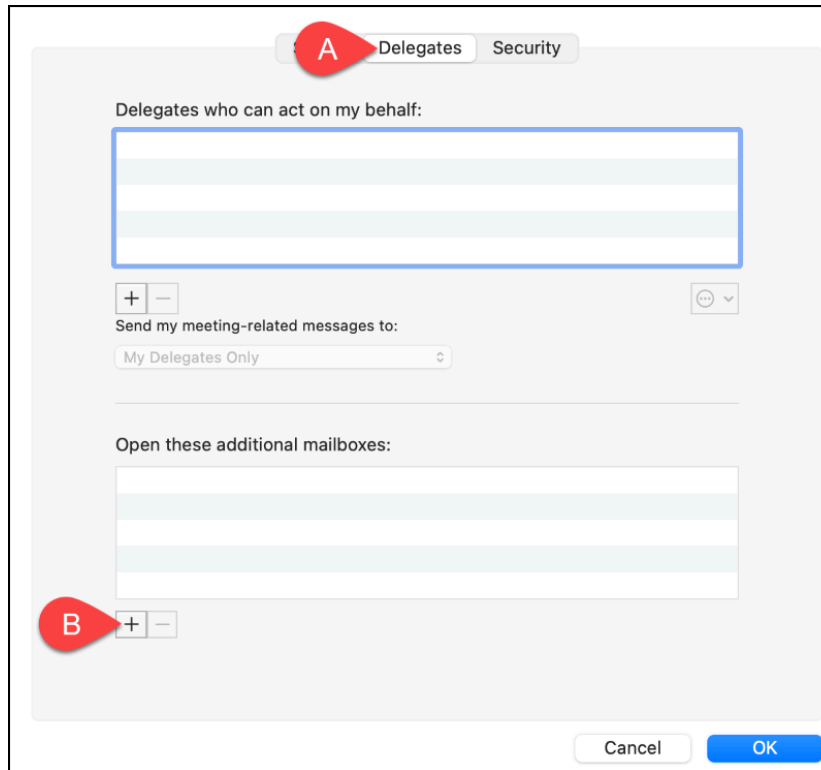 A Delegates Security
Delegates who can act on my behalf:
Send my meeting-related messages to:
My Delegates Only
Open these additional mailboxes:
B
Cancel OK